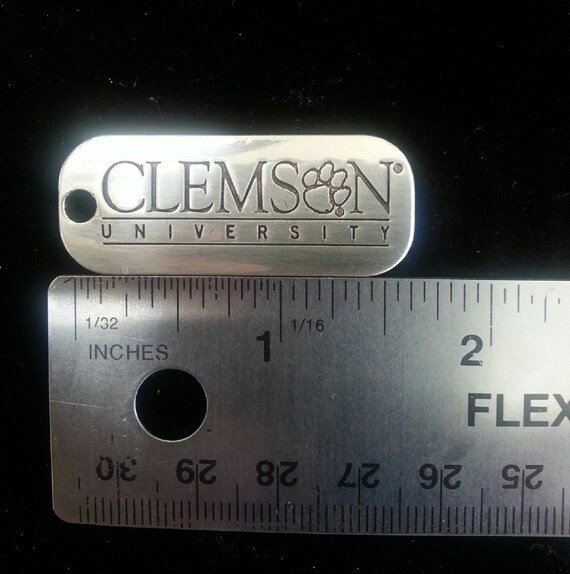 CLEMSON®
UNIVERSITY
1/32 1/16
INCHES 1 2
FLEX
30 29 28 27 26 25